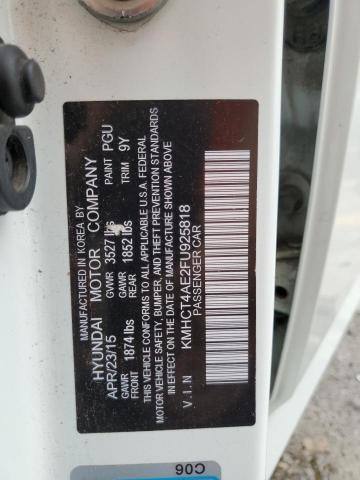 MANUFACTURED IN KOREA BY
HYUNDAI MOTOR COMPANY
APR/23/15 GVWR 3527 lbs PAINT PGU
GAWR FRONT 1874 lbs GAWR REAR 1852 lbs TRIM 9Y
THIS VEHICLE CONFORMS TO ALL APPLICABLE U.S.A. FEDERAL
MOTOR VEHICLE SAFETY, BUMPER, AND THEFT PREVENTION STANDARDS
IN EFFECT ON THE DATE OF MANUFACTURE SHOWN ABOVE.
V.I.N KMHCT4AE2FU925818
PASSENGER CAR
C06